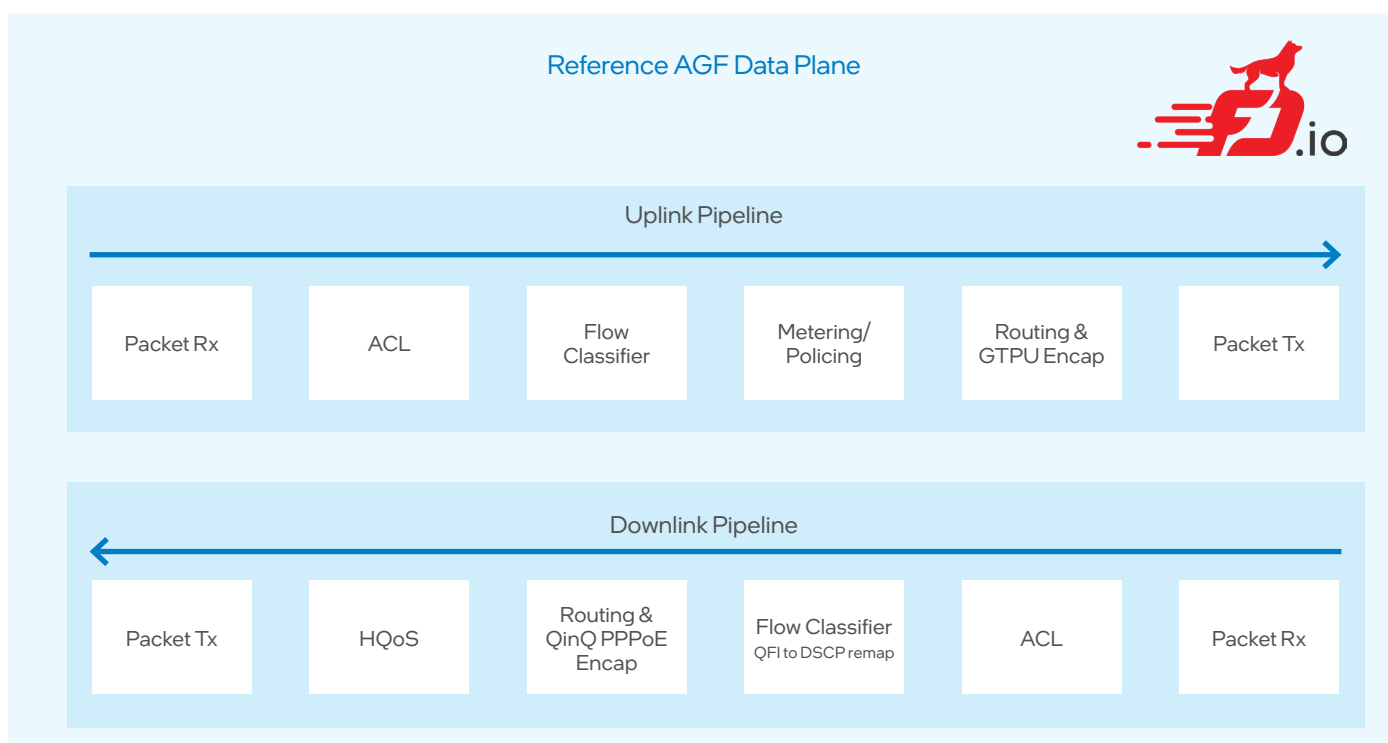 Reference AGF Data Plane
FD.io
Uplink Pipeline
Packet Rx
ACL
Flow
Classifier
Metering/
Policing
Routing &
GTPU Encap
Packet Tx
Downlink Pipeline
Packet Tx
HQoS
Routing &
QinQ PPPoE
Encap
Flow Classifier
QFI to DSCP remap
ACL
Packet Rx